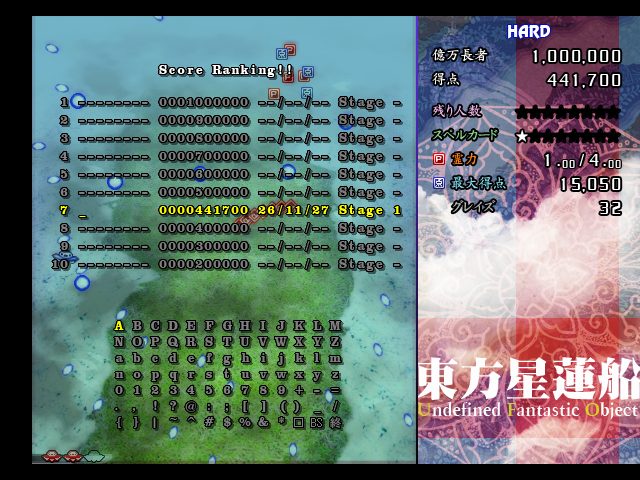 Score Ranking!!
1 -------- 0001000000 --/--/-- Stage -
2 -------- 0000900000 --/--/-- Stage -
3 -------- 0000800000 --/--/-- Stage -
4 -------- 0000700000 --/--/-- Stage -
5 -------- 0000600000 --/--/-- Stage -
6 -------- 0000500000 --/--/-- Stage -
7 _ 0000441700 26/11/27 Stage 1
8 -------- 0000400000 --/--/-- Stage -
9 -------- 0000300000 --/--/-- Stage -
10 -------- 0000200000 --/--/-- Stage -
A B C D E F G H I J K L M
N O P Q R S T U V W X Y Z
a b c d e f g h i j k l m
n o p q r s t u v w x y z
0 1 2 3 4 5 6 7 8 9 + - =
. , ! ? @ : ; [ ] ( ) _ /
{ } | ~ ^ # $ % & * 口 BS 終
HARD
億万長者 1,000,000
得点 441,700
残り人数 ★★★★★★★★
スペルカード ★★★★★★★★
P 霊力 1.00/4.00
点 最大得点 15,050
グレイズ 32
東方星蓮船
Undefined Fantastic Object